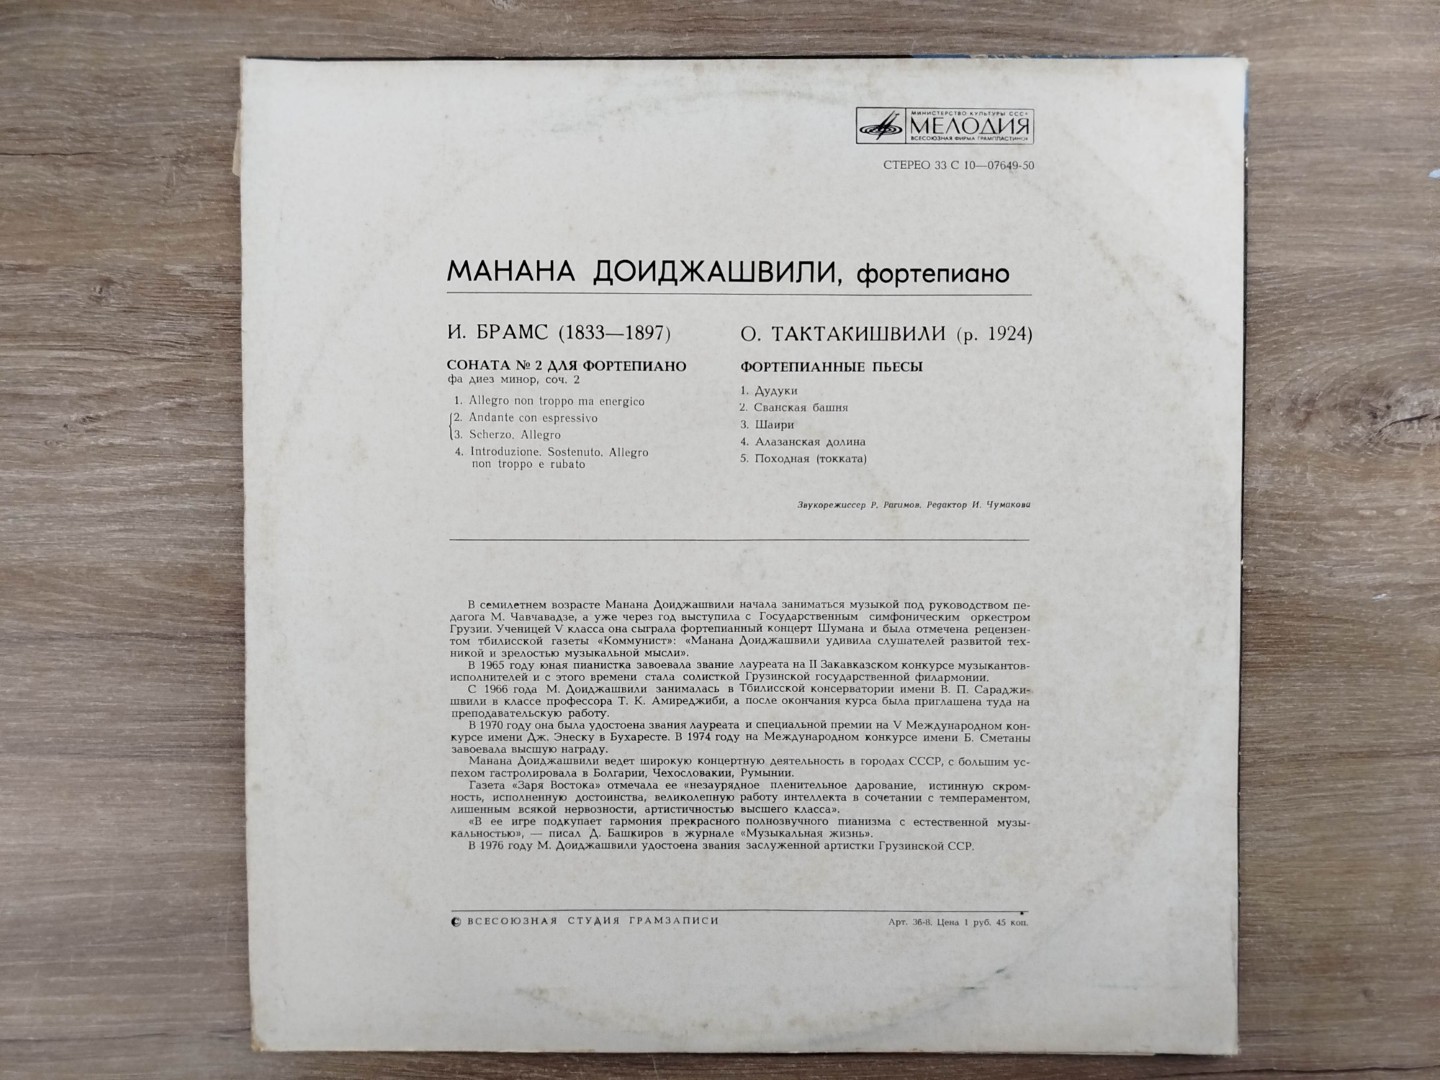 МИНИСТЕРСТВО КУЛЬТУРЫ СССР
МЕЛОДИЯ
ВСЕСОЮЗНАЯ ФИРМА ГРАМПЛАСТИНОК
СТЕРЕО 33 С 10—07649-50
МАНАНА ДОИДЖАШВИЛИ, фортепиано
И. БРАМС (1833—1897)
СОНАТА № 2 ДЛЯ ФОРТЕПИАНО
фа диез минор, соч. 2
1. Allegro non troppo ma energico
2. Andante con espressivo
3. Scherzo. Allegro
4. Introduzione. Sostenuto. Allegro
non troppo e rubato
О. ТАКТАКИШВИЛИ (р. 1924)
ФОРТЕПИАННЫЕ ПЬЕСЫ
1. Дудуки
2. Сванская башня
3. Шаири
4. Алазанская долина
5. Походная (токката)
Звукорежиссер Р. Рагимов. Редактор И. Чумакова
В семилетнем возрасте Манана Доиджашвили начала заниматься музыкой под руководством пе-
дагога М. Чавчавадзе, а уже через год выступила с Государственным симфоническим оркестром
Грузии. Ученицей V класса она сыграла фортепианный концерт Шумана и была отмечена рецензен-
том тбилисской газеты «Коммунист»: «Манана Доиджашвили удивила слушателей развитой тех-
никой и зрелостью музыкальной мысли».
В 1965 году юная пианистка завоевала звание лауреата на II Закавказском конкурсе музыкантов-
исполнителей и с этого времени стала солисткой Грузинской государственной филармонии.
С 1966 года М. Доиджашвили занималась в Тбилисской консерватории имени В. П. Сараджи-
швили в классе профессора Т. К. Амиреджиби, а после окончания курса была приглашена туда на
преподавательскую работу.
В 1970 году она была удостоена звания лауреата и специальной премии на V Международном кон-
курсе имени Дж. Энеску в Бухаресте. В 1974 году на Международном конкурсе имени Б. Сметаны
завоевала высшую награду.
Манана Доиджашвили ведет широкую концертную деятельность в городах СССР, с большим ус-
пехом гастролировала в Болгарии, Чехословакии, Румынии.
Газета «Заря Востока» отмечала ее «незаурядное пленительное дарование, истинную скром-
ность, исполненную достоинства, великолепную работу интеллекта в сочетании с темпераментом,
лишенным всякой нервозности, артистичностью высшего класса».
«В ее игре подкупает гармония прекрасного полнозвучного пианизма с естественной музы-
кальностью», — писал Д. Башкиров в журнале «Музыкальная жизнь».
В 1976 году М. Доиджашвили удостоена звания заслуженной артистки Грузинской ССР.
© ВСЕСОЮЗНАЯ СТУДИЯ ГРАМЗАПИСИ
Арт. 36-8. Цена 1 руб. 45 коп.